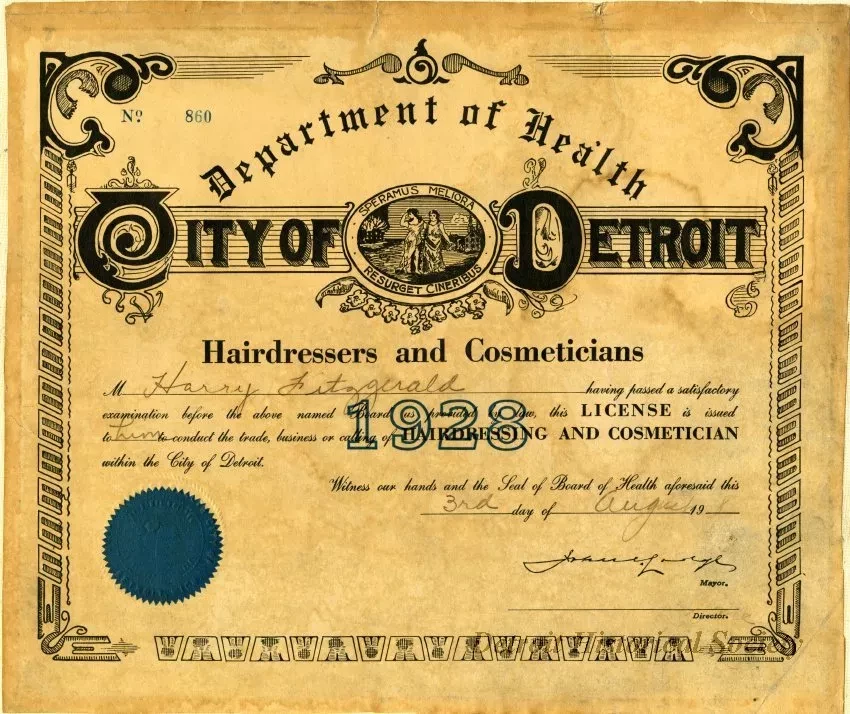 Nº 860
Department of Health
SPERAMUS MELIORA
CITY OF DETROIT
RESURGET CINERIBUS
Hairdressers and Cosmeticians
M Harry Fitzgerald having passed a satisfactory
examination before the above named Board as provided by law, this LICENSE is issued
1928
to him to conduct the trade, business or calling of HAIRDRESSING AND COSMETICIAN
within the City of Detroit.
Witness our hands and the Seal of Board of Health aforesaid this
3rd day of August 19
Mayor.
Director.
Detroit Historical Society